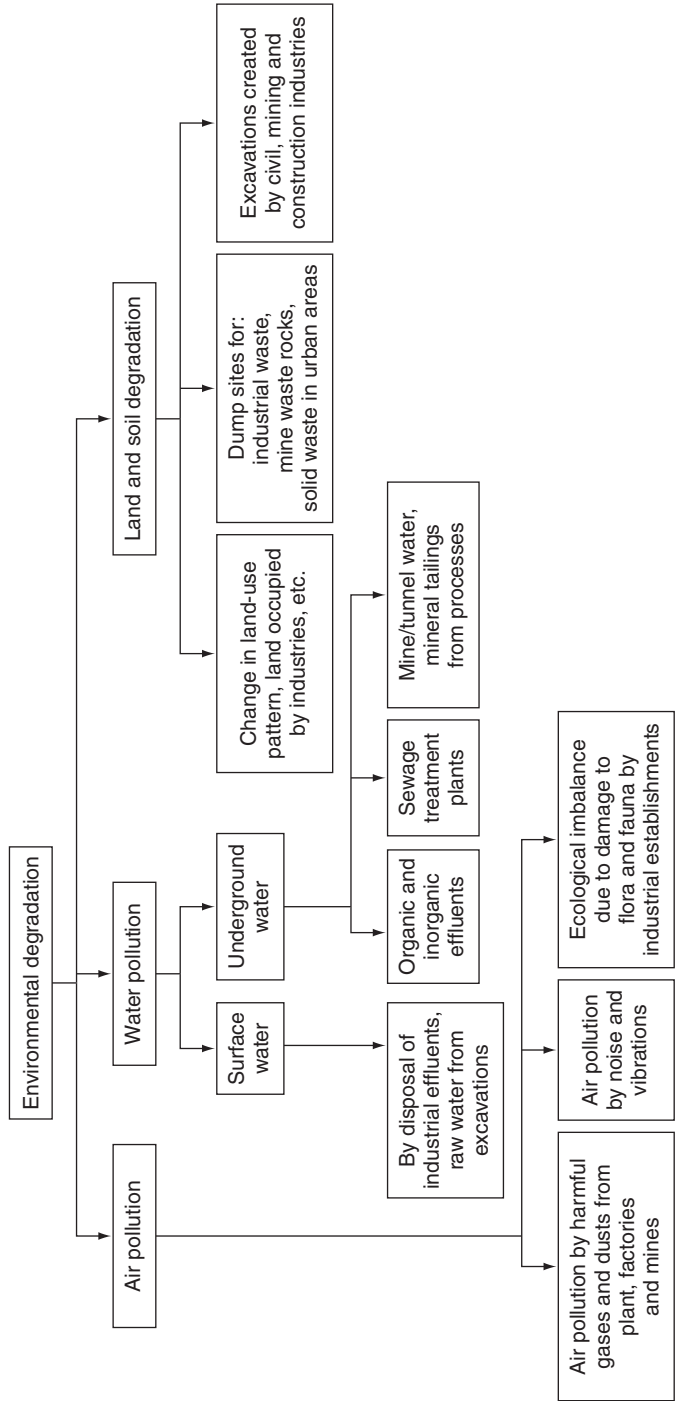 Environmental degradation
Air pollution
Water pollution
Land and soil degradation
Surface
water
Underground
water
Change in land-use
pattern, land occupied
by industries, etc.
Dump sites for:
industrial waste,
mine waste rocks,
solid waste in urban areas
Excavations created
by civil, mining and
construction industries
By disposal of
industrial effluents,
raw water from
excavations
Organic and
inorganic
effluents
Sewage
treatment
plants
Mine/tunnel water,
mineral tailings
from processes
Air pollution by harmful
gases and dusts from
plant, factories
and mines
Air pollution
by noise and
vibrations
Ecological imbalance
due to damage to
flora and fauna by
industrial establishments